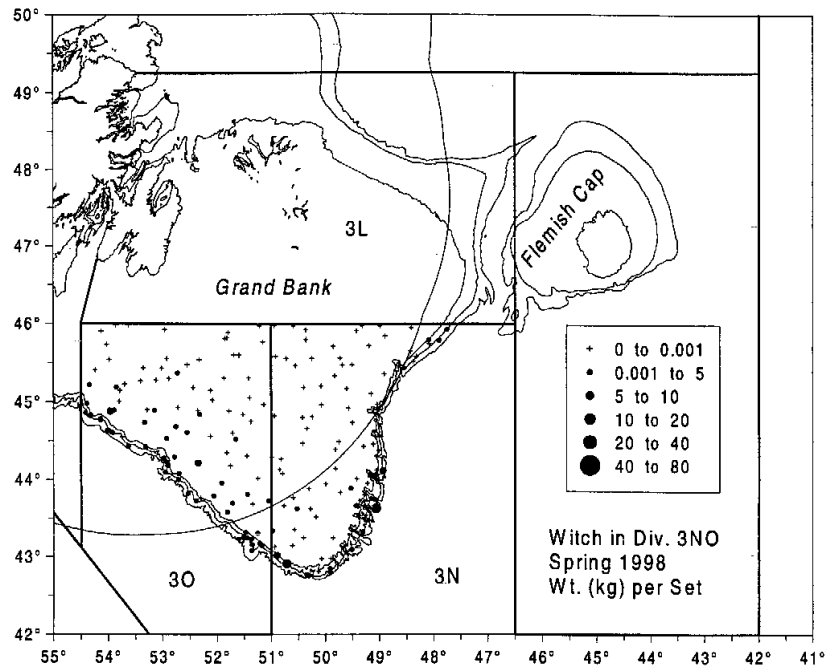 50°
49°
48°
47°
46°
45°
44°
43°
42°
3L
Grand Bank
Flemish Cap
+ 0 to 0.001
0.001 to 5
5 to 10
10 to 20
20 to 40
40 to 80
Witch in Div. 3NO
Spring 1998
Wt. (kg) per Set
3O
3N
55° 54° 53° 52° 51° 50° 49° 48° 47° 46° 45° 44° 43° 42° 41°